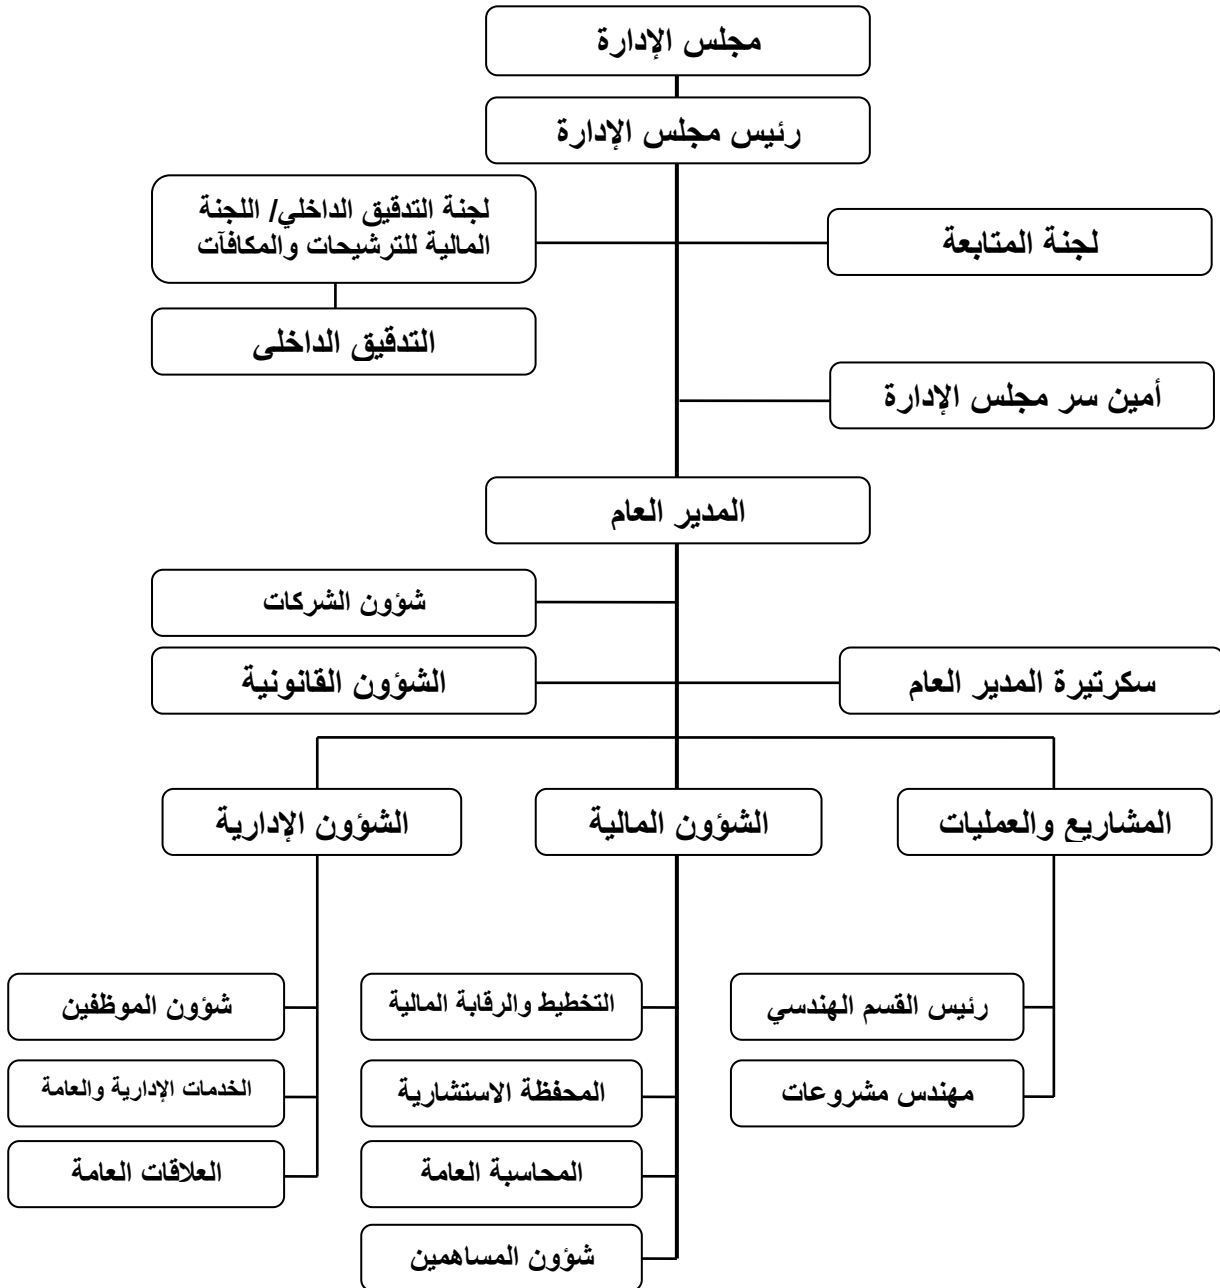 مجلس الإدارة
رئيس مجلس الإدارة
لجنة المتابعة
لجنة التدقيق الداخلي/ اللجنة
المالية للترشيحات والمكافآت
التدقيق الداخلى
أمين سر مجلس الإدارة
المدير العام
شؤون الشركات
سكرتيرة المدير العام
الشؤون القانونية
المشاريع والعمليات
الشؤون المالية
الشؤون الإدارية
رئيس القسم الهندسي
مهندس مشروعات
التخطيط والرقابة المالية
المحفظة الاستشارية
المحاسبة العامة
شؤون المساهمين
شؤون الموظفين
الخدمات الإدارية والعامة
العلاقات العامة